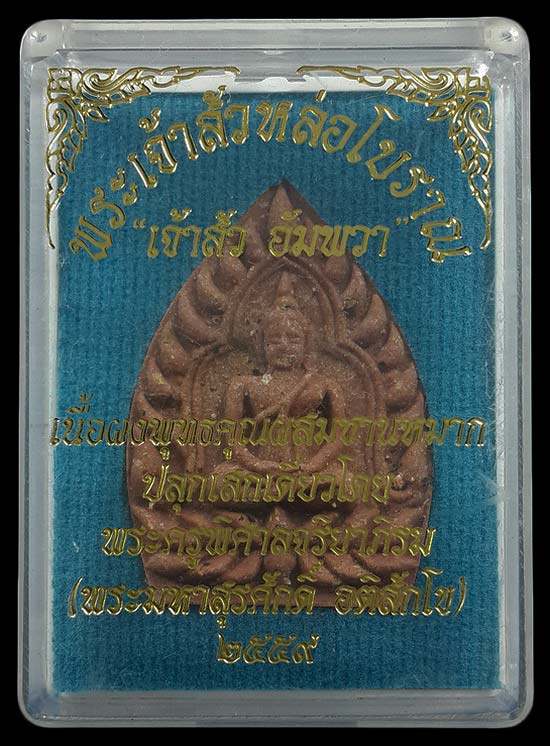 พระเจ้าสัวหล่อโบราณ
"เจ้าสัว อัมพวา"
เนื้อผงพุทธคุณผสมชานหมาก
ปลุกเสกเดี่ยวโดย
พระครูพิศาลจริยาภิรม
(พระมหาสุรศักดิ์ อติสักโข)
๒๕๕๙